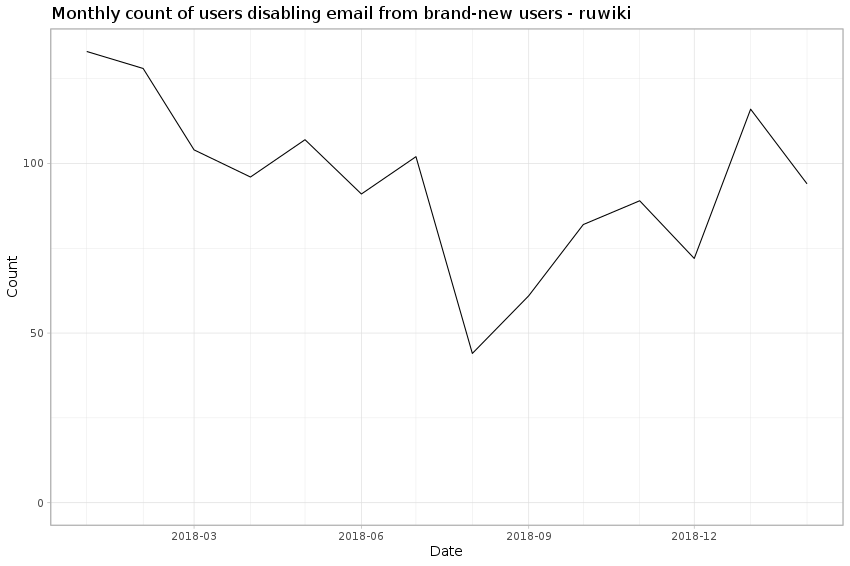 Monthly count of users disabling email from brand-new users - ruwiki
Count
100
50
0
2018-03 2018-06 2018-09 2018-12
Date